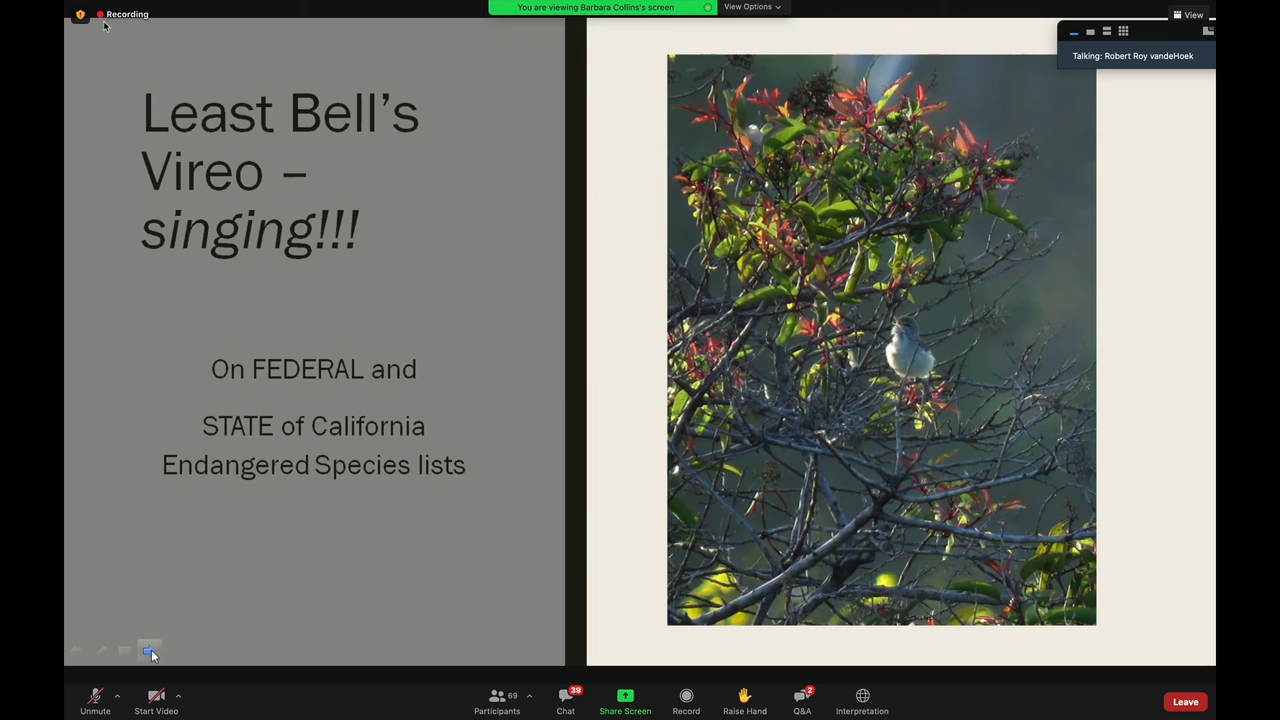 Recording
You are viewing Barbara Collins's screen
View Options
View
Talking: Robert Roy vandeHoek
Least Bell's
Vireo –
singing!!!
On FEDERAL and
STATE of California
Endangered Species lists
Unmute
Start Video
69
Participants
39
Chat
Share Screen
Record
Raise Hand
2
Q&A
Interpretation
Leave